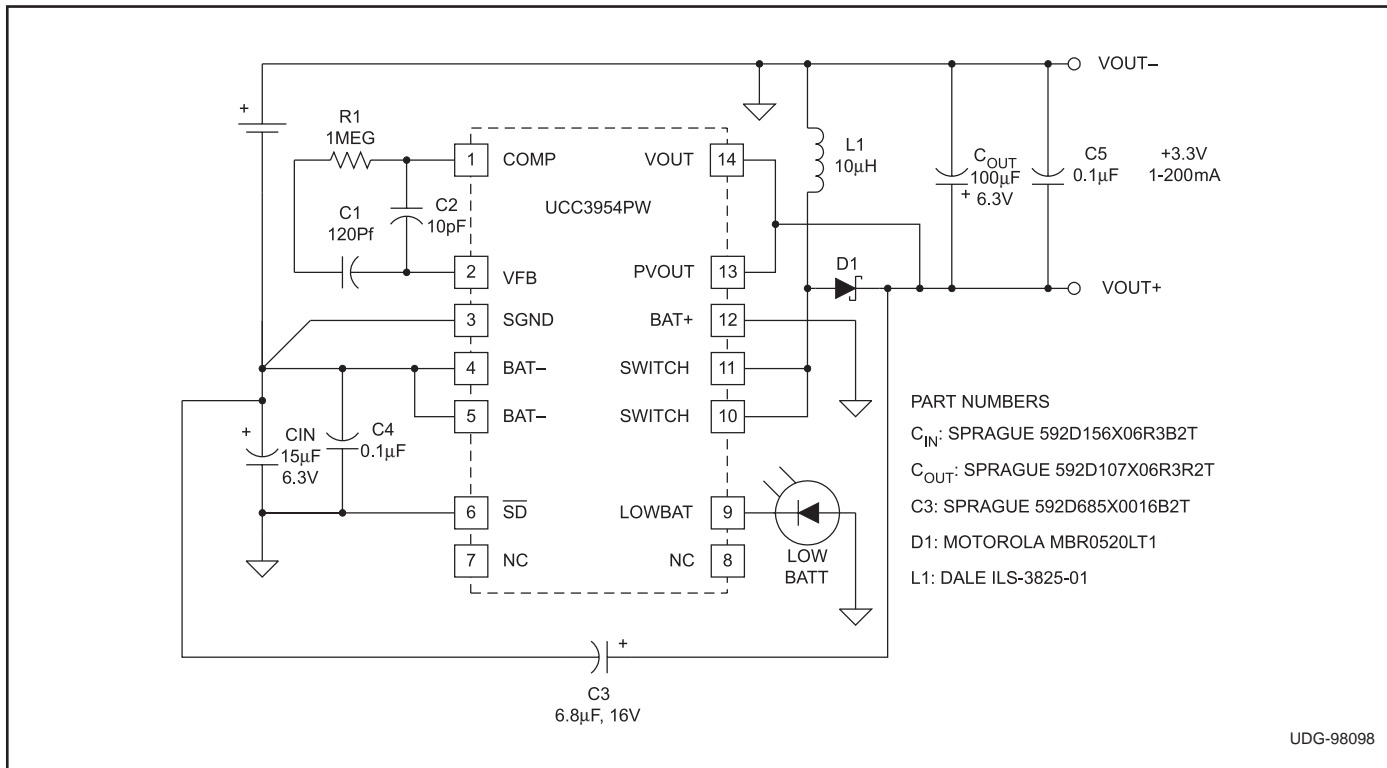 VOUT–
+
R1
1MEG
1
COMP
VOUT
14
L1
10μH
COUT
100μF
+
6.3V
C5
0.1μF
+3.3V
1-200mA
UCC3954PW
C2
10pF
C1
120Pf
2
VFB
PVOUT
13
D1
VOUT+
3
SGND
BAT+
12
4
BAT–
SWITCH
11
5
BAT–
SWITCH
10
+
CIN
15μF
6.3V
C4
0.1μF
PART NUMBERS
CIN: SPRAGUE 592D156X06R3B2T
COUT: SPRAGUE 592D107X06R3R2T
C3: SPRAGUE 592D685X0016B2T
D1: MOTOROLA MBR0520LT1
L1: DALE ILS-3825-01
6
SD
LOWBAT
9
7
NC
NC
8
LOW
BATT
+
C3
6.8μF, 16V
UDG-98098